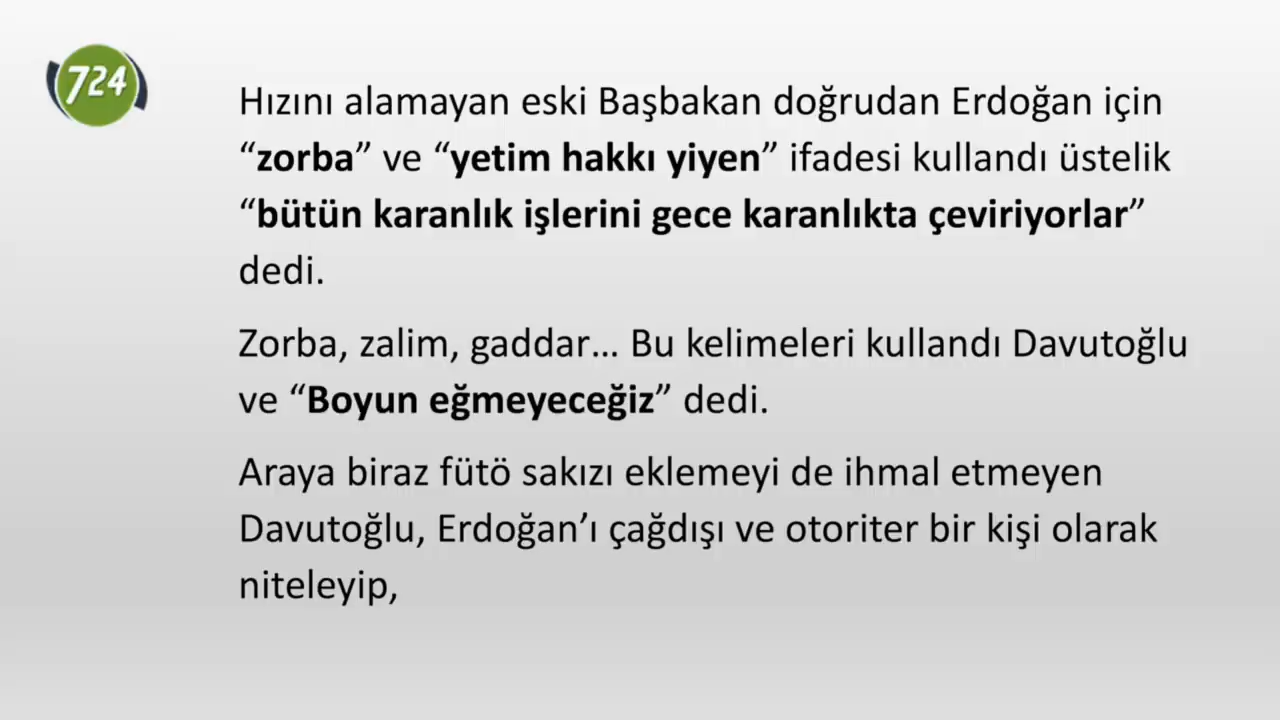 724
Hızını alamayan eski Başbakan doğrudan Erdoğan için
“zorba” ve “yetim hakkı yiyen” ifadesi kullandı üstelik
“bütün karanlık işlerini gece karanlıkta çeviriyorlar”
dedi.
Zorba, zalim, gaddar… Bu kelimeleri kullandı Davutoğlu
ve “Boyun eğmeyeceğiz” dedi.
Araya biraz fütö sakızı eklemeyi de ihmal etmeyen
Davutoğlu, Erdoğan’ı çağdışı ve otoriter bir kişi olarak
niteleyip,